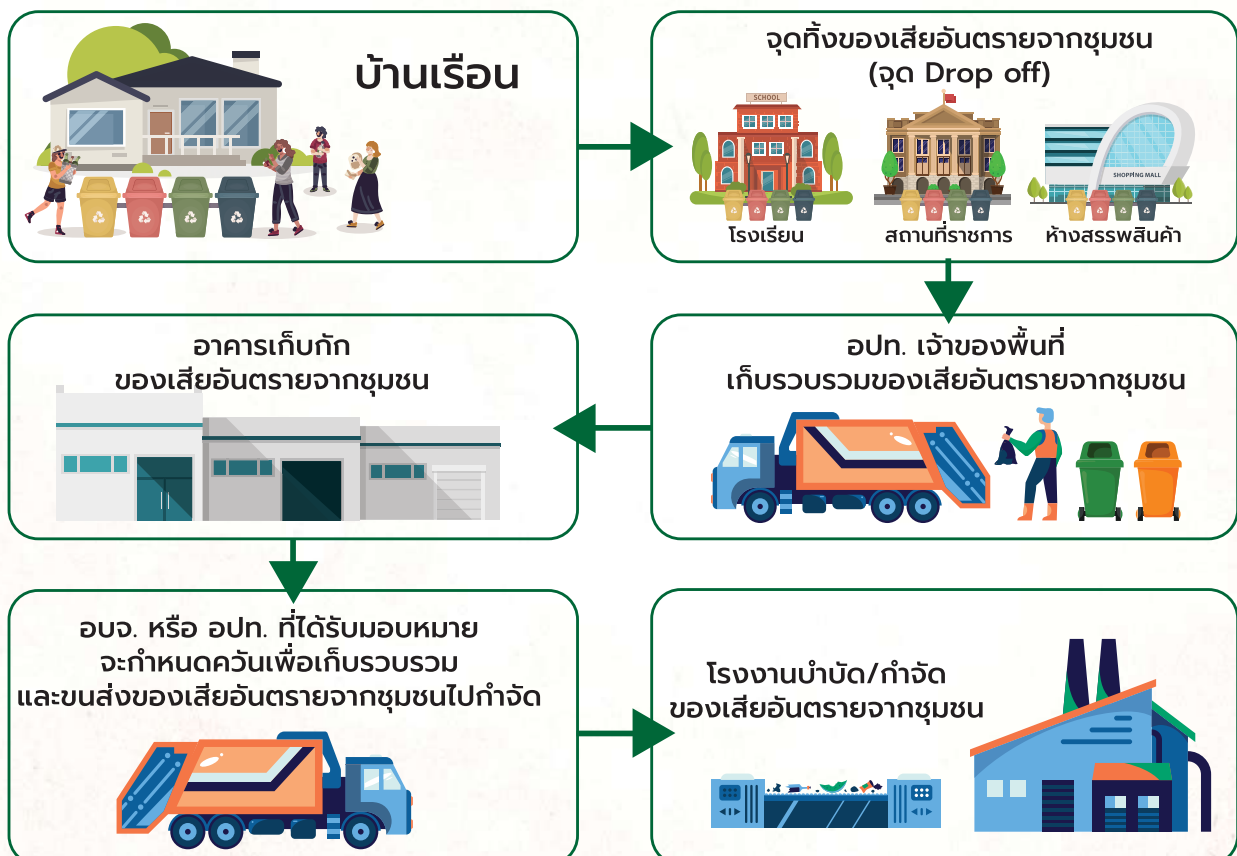 บ้านเรือน
จุดทิ้งของเสียอันตรายจากชุมชน
(จุด Drop off)
SCHOOL
SHOPPING MALL
โรงเรียน
สถานที่ราชการ
ห้างสรรพสินค้า
อปท. เจ้าของพื้นที่
เก็บรวบรวมของเสียอันตรายจากชุมชน
อาคารเก็บกัก
ของเสียอันตรายจากชุมชน
อบจ. หรือ อปท. ที่ได้รับมอบหมาย
จะกำหนดควันเพื่อเก็บรวบรวม
และขนส่งของเสียอันตรายจากชุมชนไปกำจัด
โรงงานบำบัด/กำจัด
ของเสียอันตรายจากชุมชน